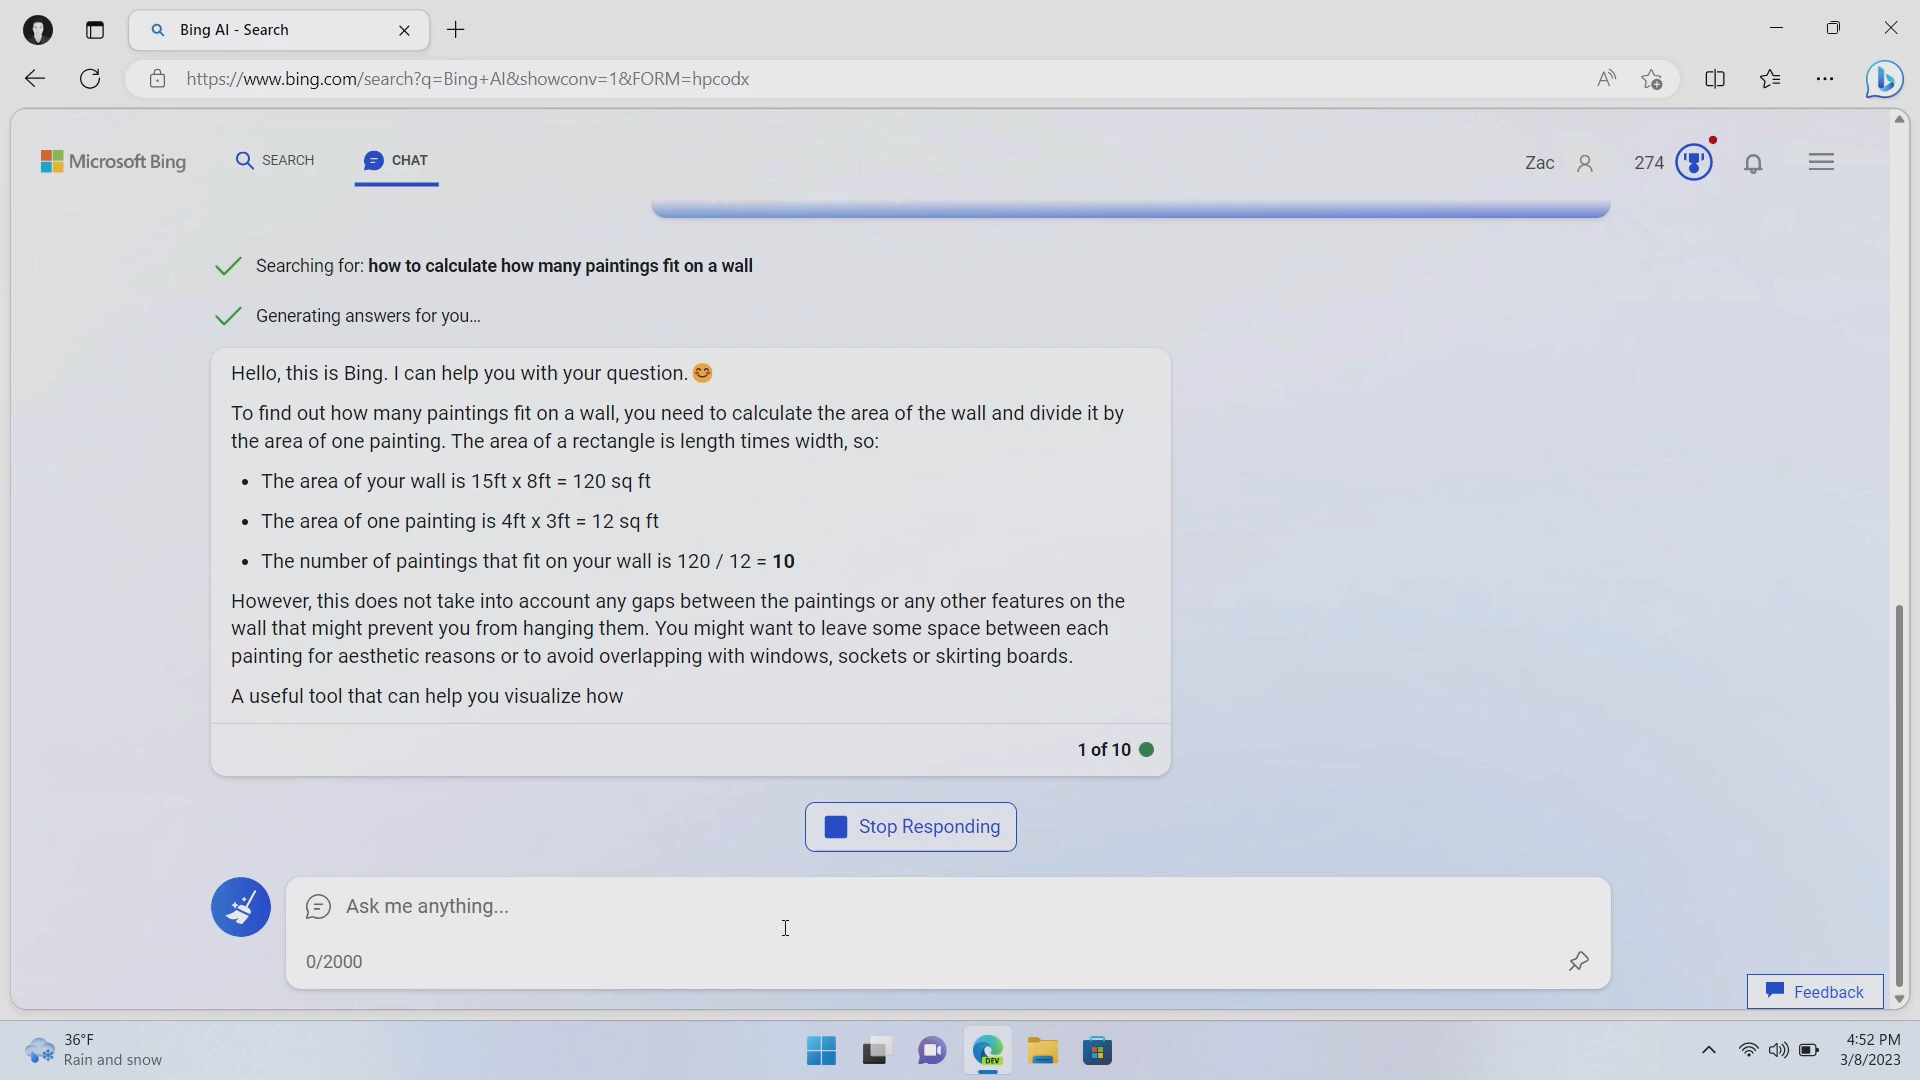 Bing AI - Search
https://www.bing.com/search?q=Bing+AI&showconv=1&FORM=hpcodx
Microsoft Bing
SEARCH
CHAT
Zac
274
Searching for: how to calculate how many paintings fit on a wall
Generating answers for you...
Hello, this is Bing. I can help you with your question. 😊
To find out how many paintings fit on a wall, you need to calculate the area of the wall and divide it by
the area of one painting. The area of a rectangle is length times width, so:
• The area of your wall is 15ft x 8ft = 120 sq ft
• The area of one painting is 4ft x 3ft = 12 sq ft
• The number of paintings that fit on your wall is 120 / 12 = 10
However, this does not take into account any gaps between the paintings or any other features on the
wall that might prevent you from hanging them. You might want to leave some space between each
painting for aesthetic reasons or to avoid overlapping with windows, sockets or skirting boards.
A useful tool that can help you visualize how
1 of 10
Stop Responding
Ask me anything...
0/2000
Feedback
36°F
Rain and snow
DEV
4:52 PM
3/8/2023